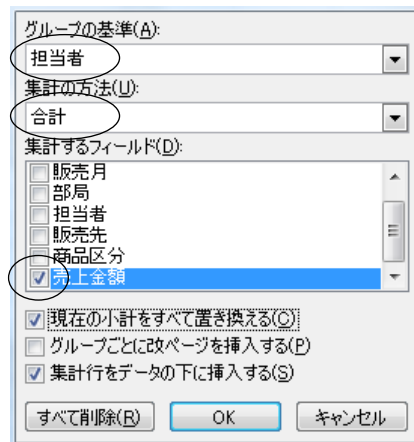 グループの基準(A):
担当者
集計の方法(U):
合計
集計するフィールド(D):
販売月
部局
担当者
販売先
商品区分
売上金額
現在の小計をすべて置き換える(C)
グループごとに改ページを挿入する(P)
集計行をデータの下に挿入する(S)
すべて削除(R) OK キャンセル